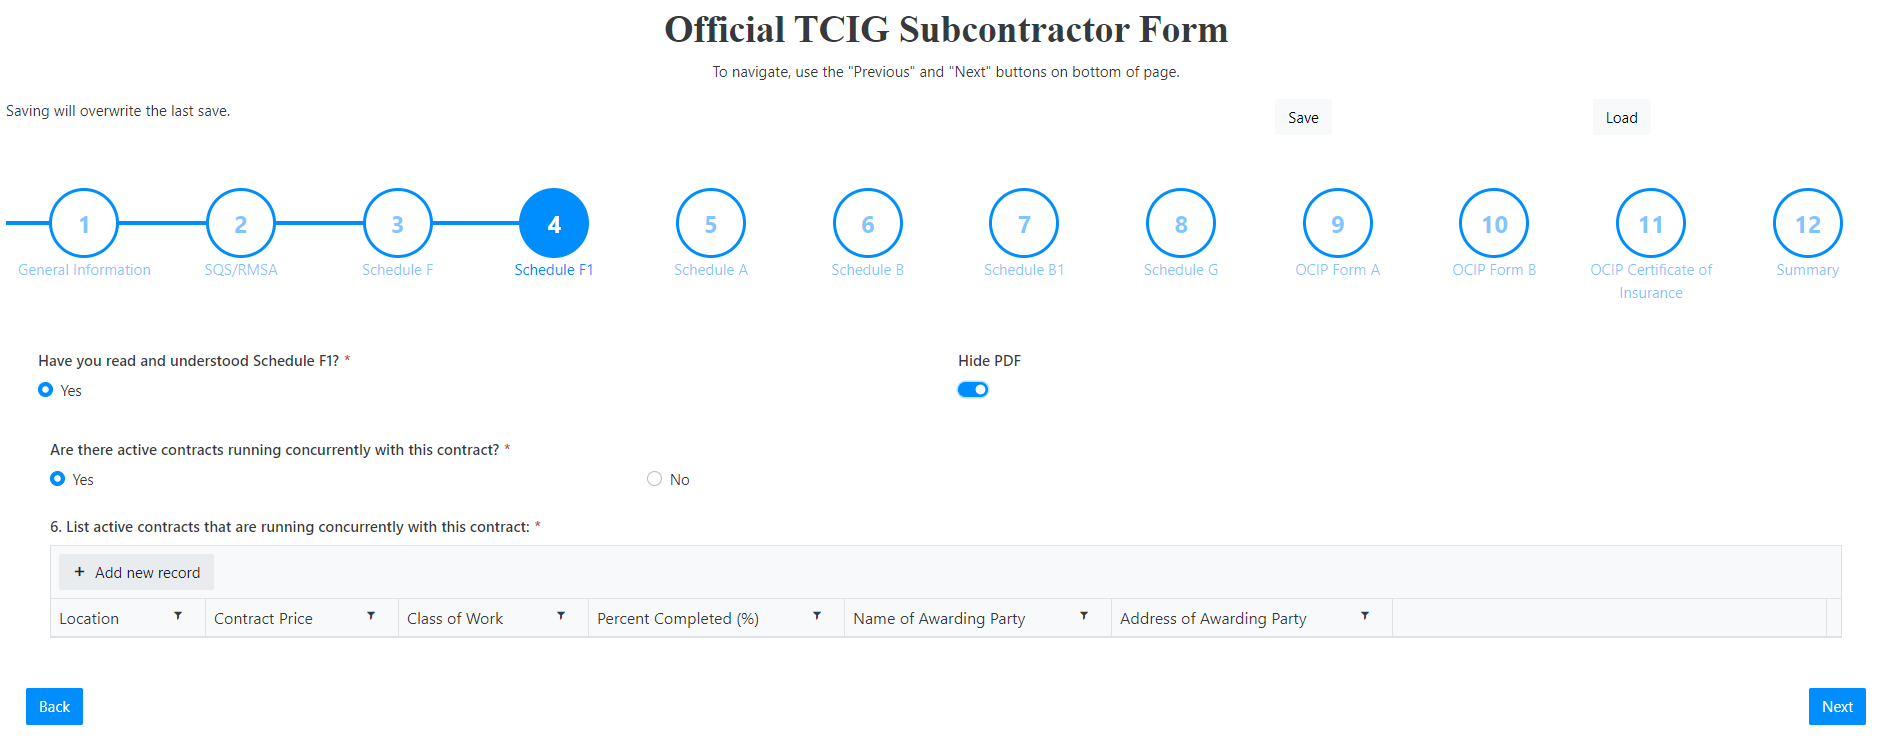 Official TCIG Subcontractor Form
To navigate, use the "Previous" and "Next" buttons on bottom of page.
Saving will overwrite the last save.
Save
Load
1
2
3
4
5
6
7
8
9
10
11
12
General Information
SQS/RMSA
Schedule F
Schedule F1
Schedule A
Schedule B
Schedule B1
Schedule G
OCIP Form A
OCIP Form B
OCIP Certificate of
Insurance
Summary
Have you read and understood Schedule F1? *
Hide PDF
Yes
Are there active contracts running concurrently with this contract? *
Yes
No
6. List active contracts that are running concurrently with this contract: *
+ Add new record
Location
Contract Price
Class of Work
Percent Completed (%)
Name of Awarding Party
Address of Awarding Party
Back
Next